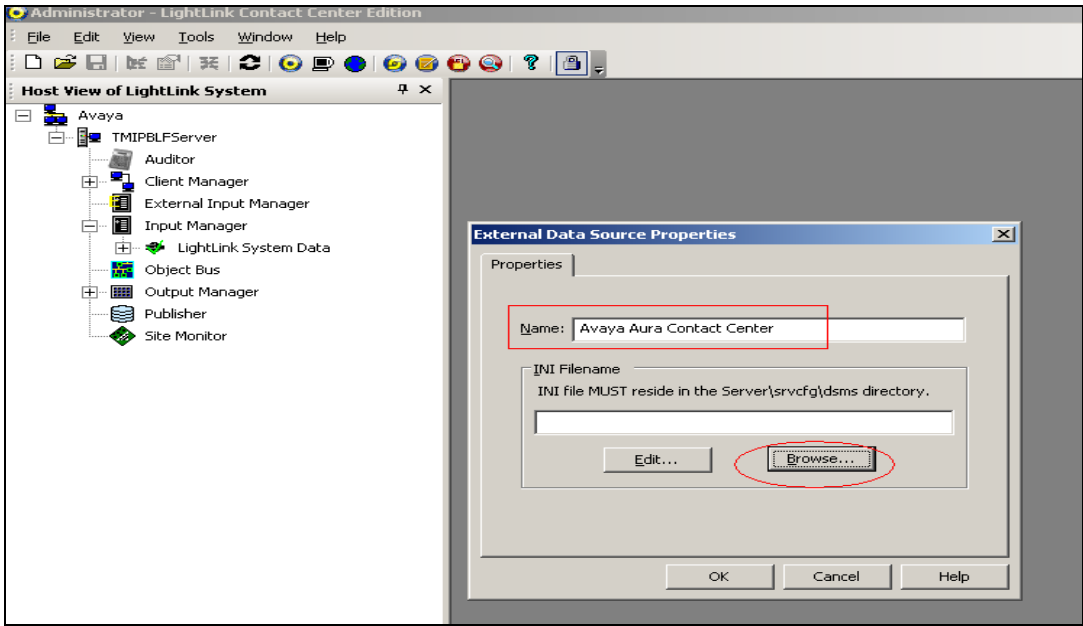 Administrator - LightLink Contact Center Edition
File Edit View Tools Window Help
Host View of LightLink System
Avaya
TMIPBLFServer
Auditor
Client Manager
External Input Manager
Input Manager
LightLink System Data
Object Bus
Output Manager
Publisher
Site Monitor
External Data Source Properties
Properties
Name: Avaya Aura Contact Center
INI Filename
INI file MUST reside in the Server\srvcfg\dsms directory.
Edit... Browse...
OK Cancel Help